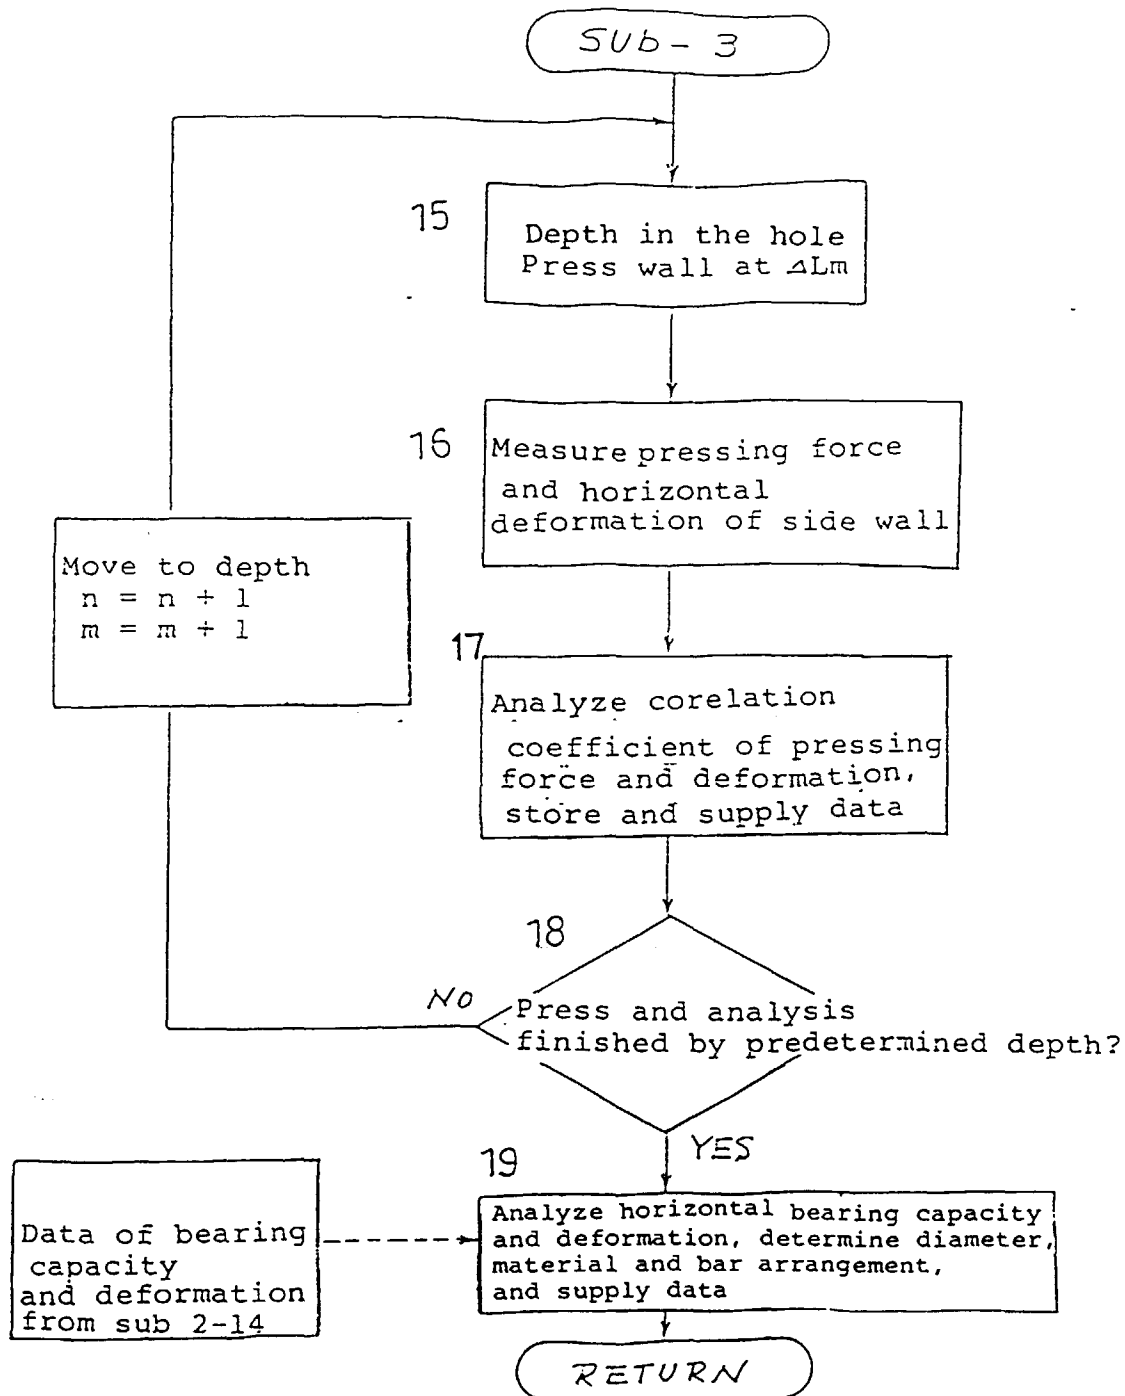 SUb - 3
15
Depth in the hole
Press wall at ⊿Lm
16
Measure pressing force
and horizontal
deformation of side wall
Move to depth
n = n + 1
m = m + 1
17
Analyze corelation
coefficient of pressing
force and deformation,
store and supply data
18
NO
Press and analysis
finished by predetermined depth?
YES
19
Data of bearing
capacity
and deformation
from sub 2-14
Analyze horizontal bearing capacity
and deformation, determine diameter,
material and bar arrangement,
and supply data
RETURN